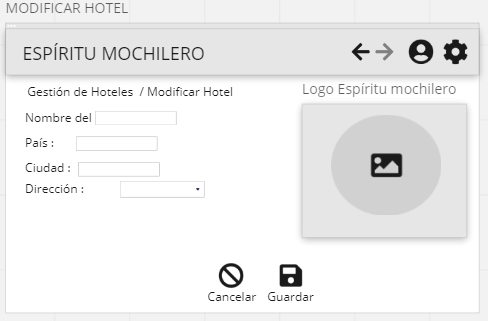 MODIFICAR HOTEL
ESPÍRITU MOCHILERO
Gestión de Hoteles / Modificar Hotel
Logo Espíritu mochilero
Nombre del
País :
Ciudad :
Dirección :
Cancelar Guardar